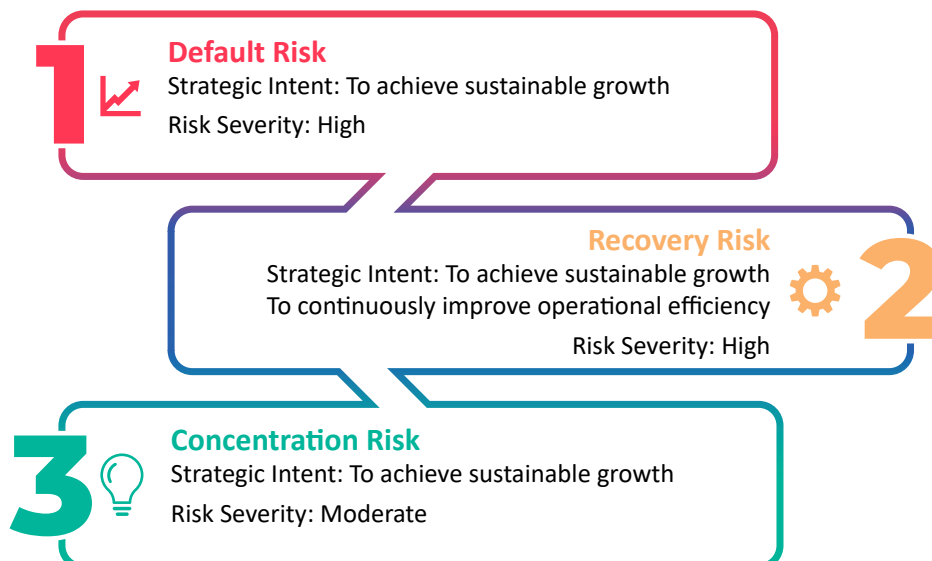 1
Default Risk
Strategic Intent: To achieve sustainable growth
Risk Severity: High
2
Recovery Risk
Strategic Intent: To achieve sustainable growth
To continuously improve operational efficiency
Risk Severity: High
3
Concentration Risk
Strategic Intent: To achieve sustainable growth
Risk Severity: Moderate